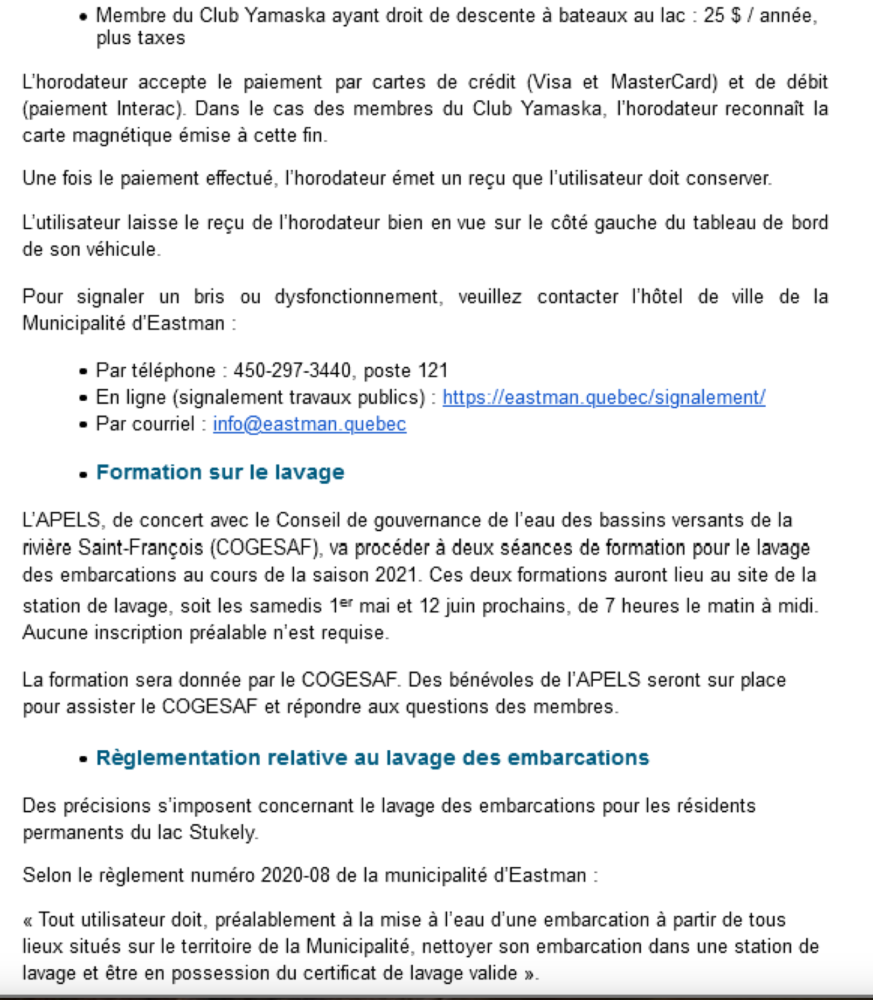 • Membre du Club Yamaska ayant droit de descente à bateaux au lac : 25 $ / année,
plus taxes
L'horodateur accepte le paiement par cartes de crédit (Visa et MasterCard) et de débit
(paiement Interac). Dans le cas des membres du Club Yamaska, l'horodateur reconnaît la
carte magnétique émise à cette fin.
Une fois le paiement effectué, l'horodateur émet un reçu que l'utilisateur doit conserver.
L'utilisateur laisse le reçu de l'horodateur bien en vue sur le côté gauche du tableau de bord
de son véhicule.
Pour signaler un bris ou dysfonctionnement, veuillez contacter l'hôtel de ville de la
Municipalité d'Eastman :
• Par téléphone : 450-297-3440, poste 121
• En ligne (signalement travaux publics) : https://eastman.quebec/signalement/
• Par courriel : info@eastman.quebec
• Formation sur le lavage
L'APELS, de concert avec le Conseil de gouvernance de l'eau des bassins versants de la
rivière Saint-François (COGESAF), va procéder à deux séances de formation pour le lavage
des embarcations au cours de la saison 2021. Ces deux formations auront lieu au site de la
station de lavage, soit les samedis 1er mai et 12 juin prochains, de 7 heures le matin à midi.
Aucune inscription préalable n'est requise.
La formation sera donnée par le COGESAF. Des bénévoles de l'APELS seront sur place
pour assister le COGESAF et répondre aux questions des membres.
• Règlementation relative au lavage des embarcations
Des précisions s'imposent concernant le lavage des embarcations pour les résidents
permanents du lac Stukely.
Selon le règlement numéro 2020-08 de la municipalité d'Eastman :
« Tout utilisateur doit, préalablement à la mise à l'eau d'une embarcation à partir de tous
lieux situés sur le territoire de la Municipalité, nettoyer son embarcation dans une station de
lavage et être en possession du certificat de lavage valide ».